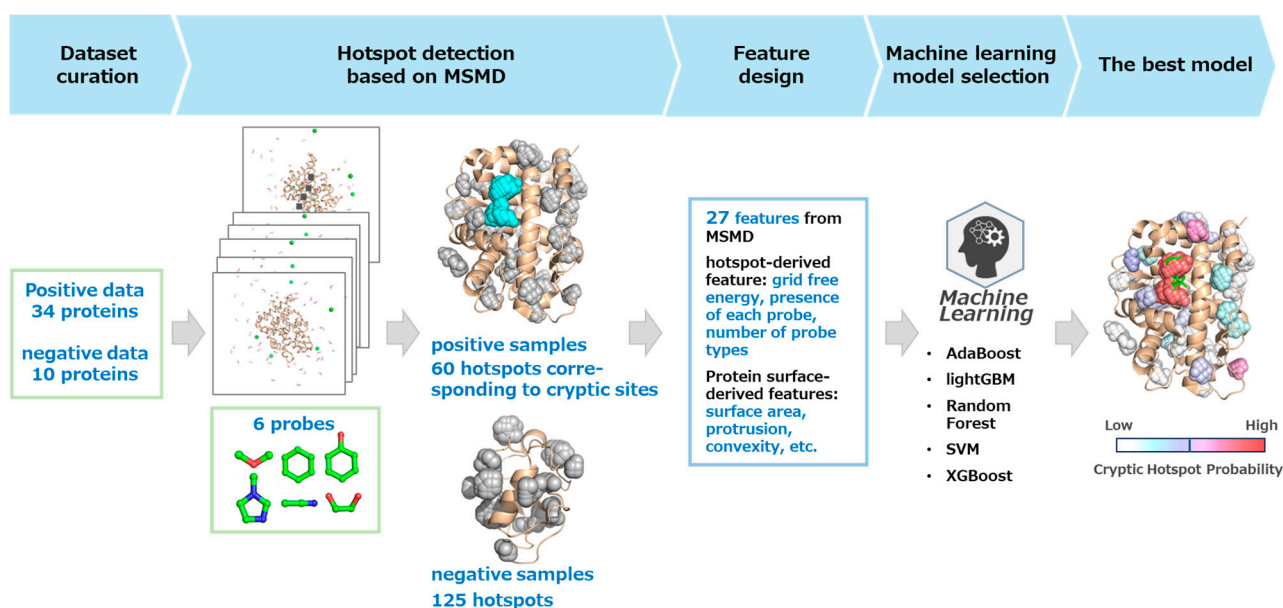 Dataset
curation
Hotspot detection
based on MSMD
Feature
design
Machine learning
model selection
The best model
Positive data
34 proteins
negative data
10 proteins
6 probes
positive samples
60 hotspots corre-
sponding to cryptic sites
negative samples
125 hotspots
27 features from
MSMD
hotspot-derived
feature: grid free
energy, presence
of each probe,
number of probe
types
Protein surface-
derived features:
surface area,
protrusion,
convexity, etc.
Machine
Learning
• AdaBoost
• lightGBM
• Random
Forest
• SVM
• XGBoost
Low High
Cryptic Hotspot Probability